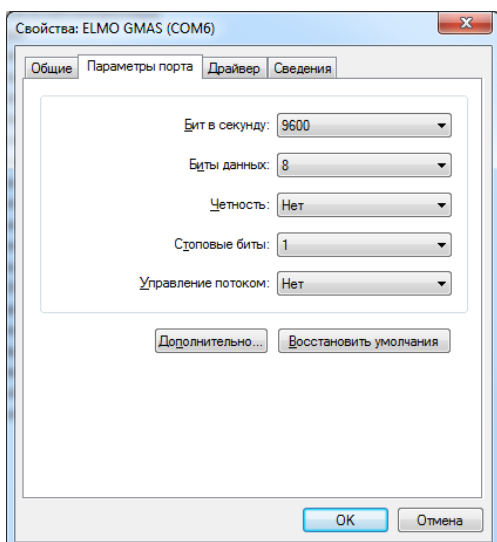 Свойства: ELMO GMAS (COM6)
Общие Параметры порта Драйвер Сведения
Бит в секунду: 9600
Биты данных: 8
Четность: Нет
Стоповые биты: 1
Управление потоком: Нет
Дополнительно... Восстановить умолчания
OK Отмена